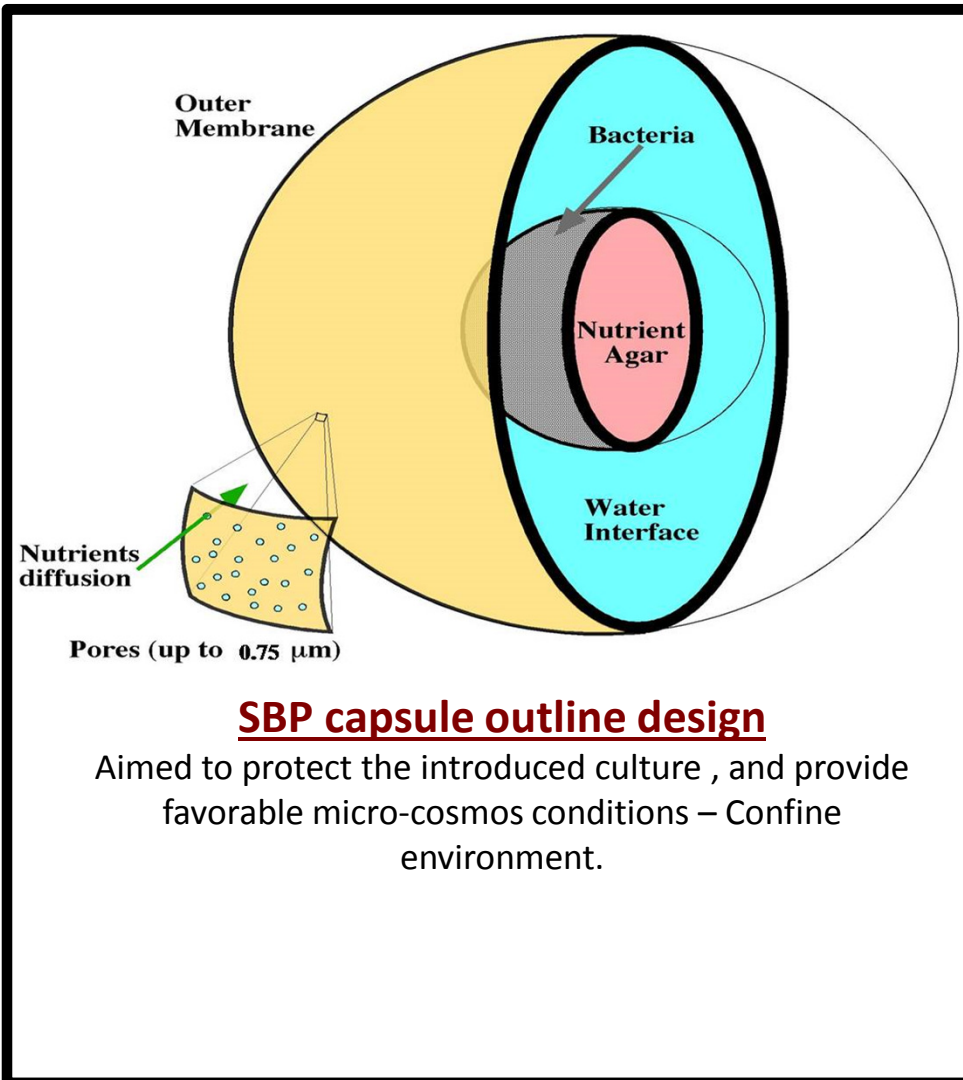 Outer
Membrane
Bacteria
Nutrient
Agar
Water
Interface
Nutrients
diffusion
Pores (up to 0.75 μm)
SBP capsule outline design
Aimed to protect the introduced culture , and provide
favorable micro-cosmos conditions – Confine
environment.